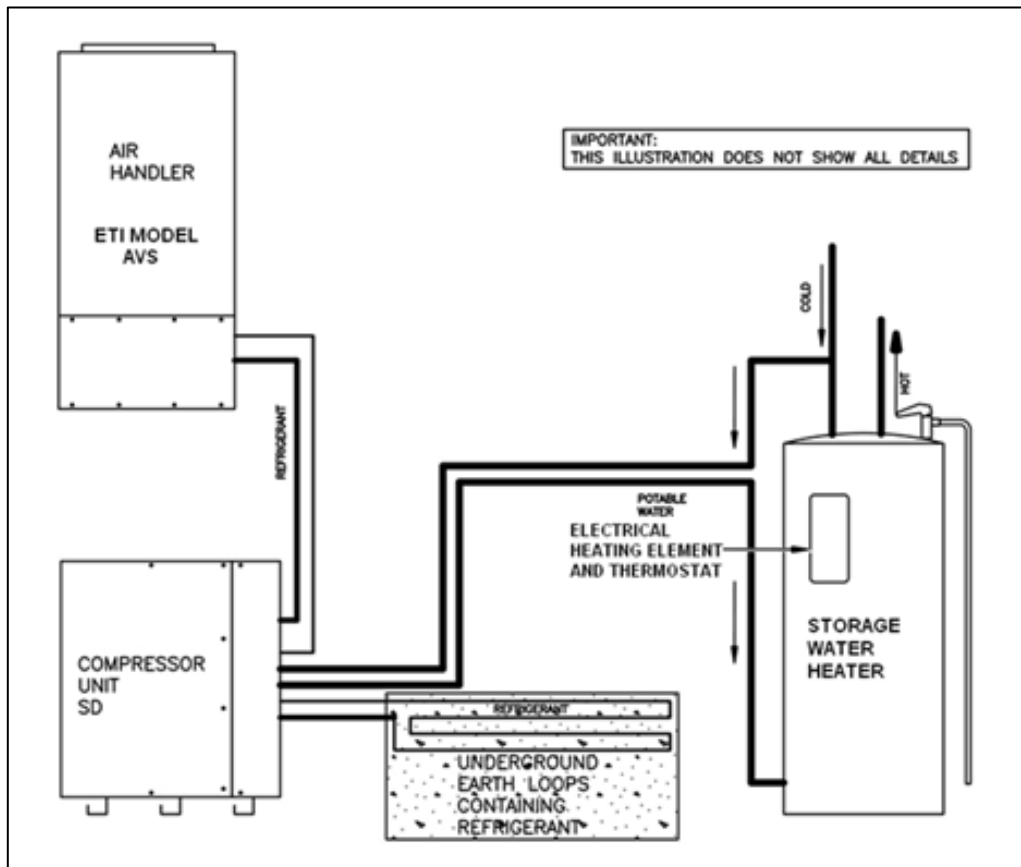 AIR
HANDLER
ETI MODEL
AVS
IMPORTANT:
THIS ILLUSTRATION DOES NOT SHOW ALL DETAILS
COLD
HOT
REFRIGERANT
POTABLE
WATER
ELECTRICAL
HEATING ELEMENT
AND THERMOSTAT
STORAGE
WATER
HEATER
COMPRESSOR
UNIT
SD
REFRIGERANT
UNDERGROUND
EARTH LOOPS
CONTAINING
REFRIGERANT